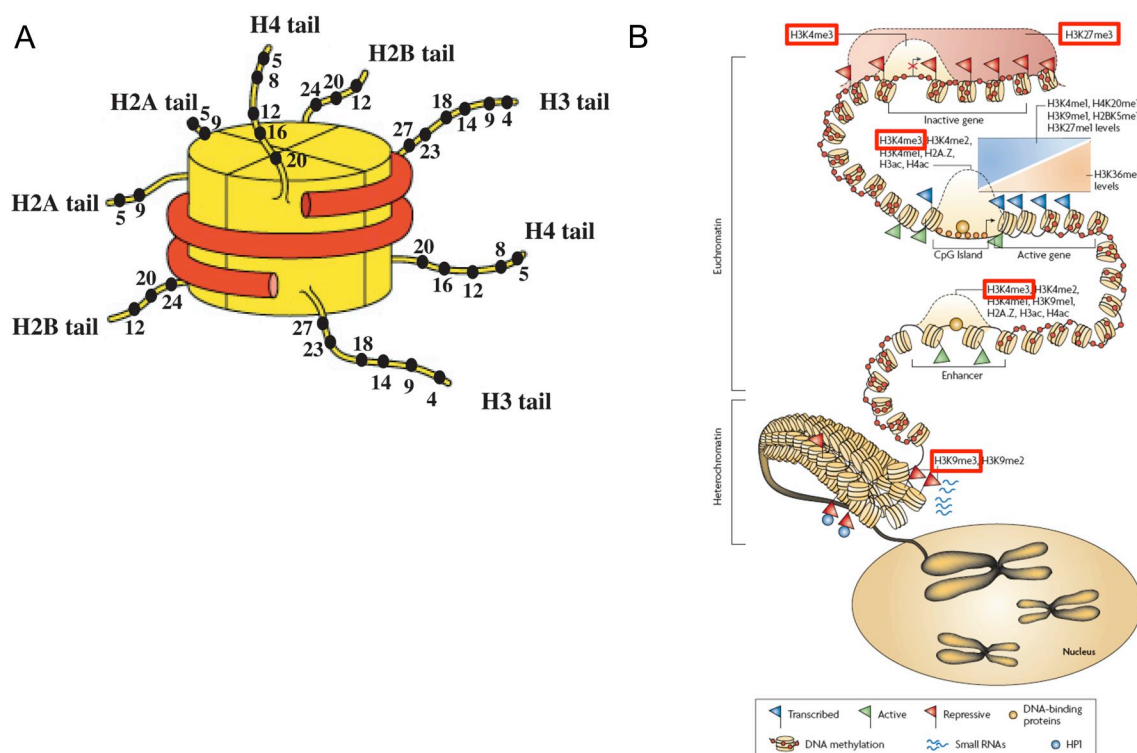 A
H4 tail
5
8
12
16
20
H2B tail
24
20
12
H2A tail
5
9
H3 tail
27
23
18
14
9
4
H2A tail
5
9
H4 tail
20
16
12
8
5
H2B tail
20
24
12
27
23
18
14
9
4
H3 tail
B
H3K4me3
H3K27me3
Inactive gene
H3K4me1, H4K20me
H3K9me1, H2BK5me
H3K27me1 levels
H3K4me3, H3K4me2,
H3K4me1, H2A.Z,
H3ac, H4ac
H3K36me
levels
CpG Island
Active gene
Euchromatin
H3K4me3, H3K4me2,
H3K4me1, H3K9me1,
H2A.Z, H3ac, H4ac
Enhancer
Heterochromatin
H3K9me3, H3K9me2
Nucleus
Transcribed
Active
Repressive
DNA-binding
proteins
DNA methylation
Small RNAs
HP1